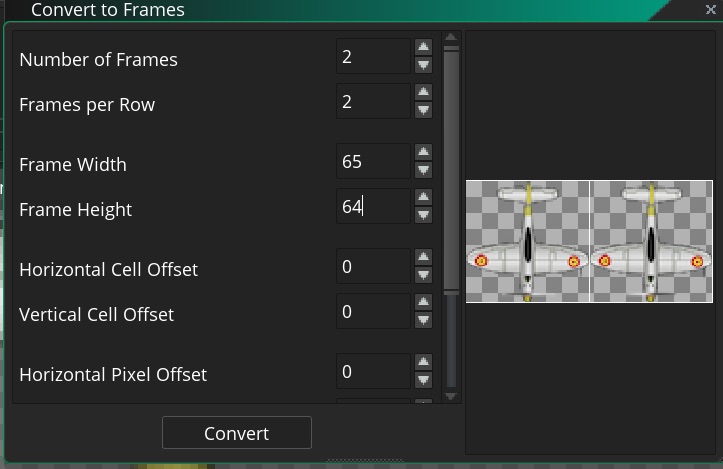 Convert to Frames
Number of Frames 2
Frames per Row 2
Frame Width 65
Frame Height 64
Horizontal Cell Offset 0
Vertical Cell Offset 0
Horizontal Pixel Offset 0
Convert